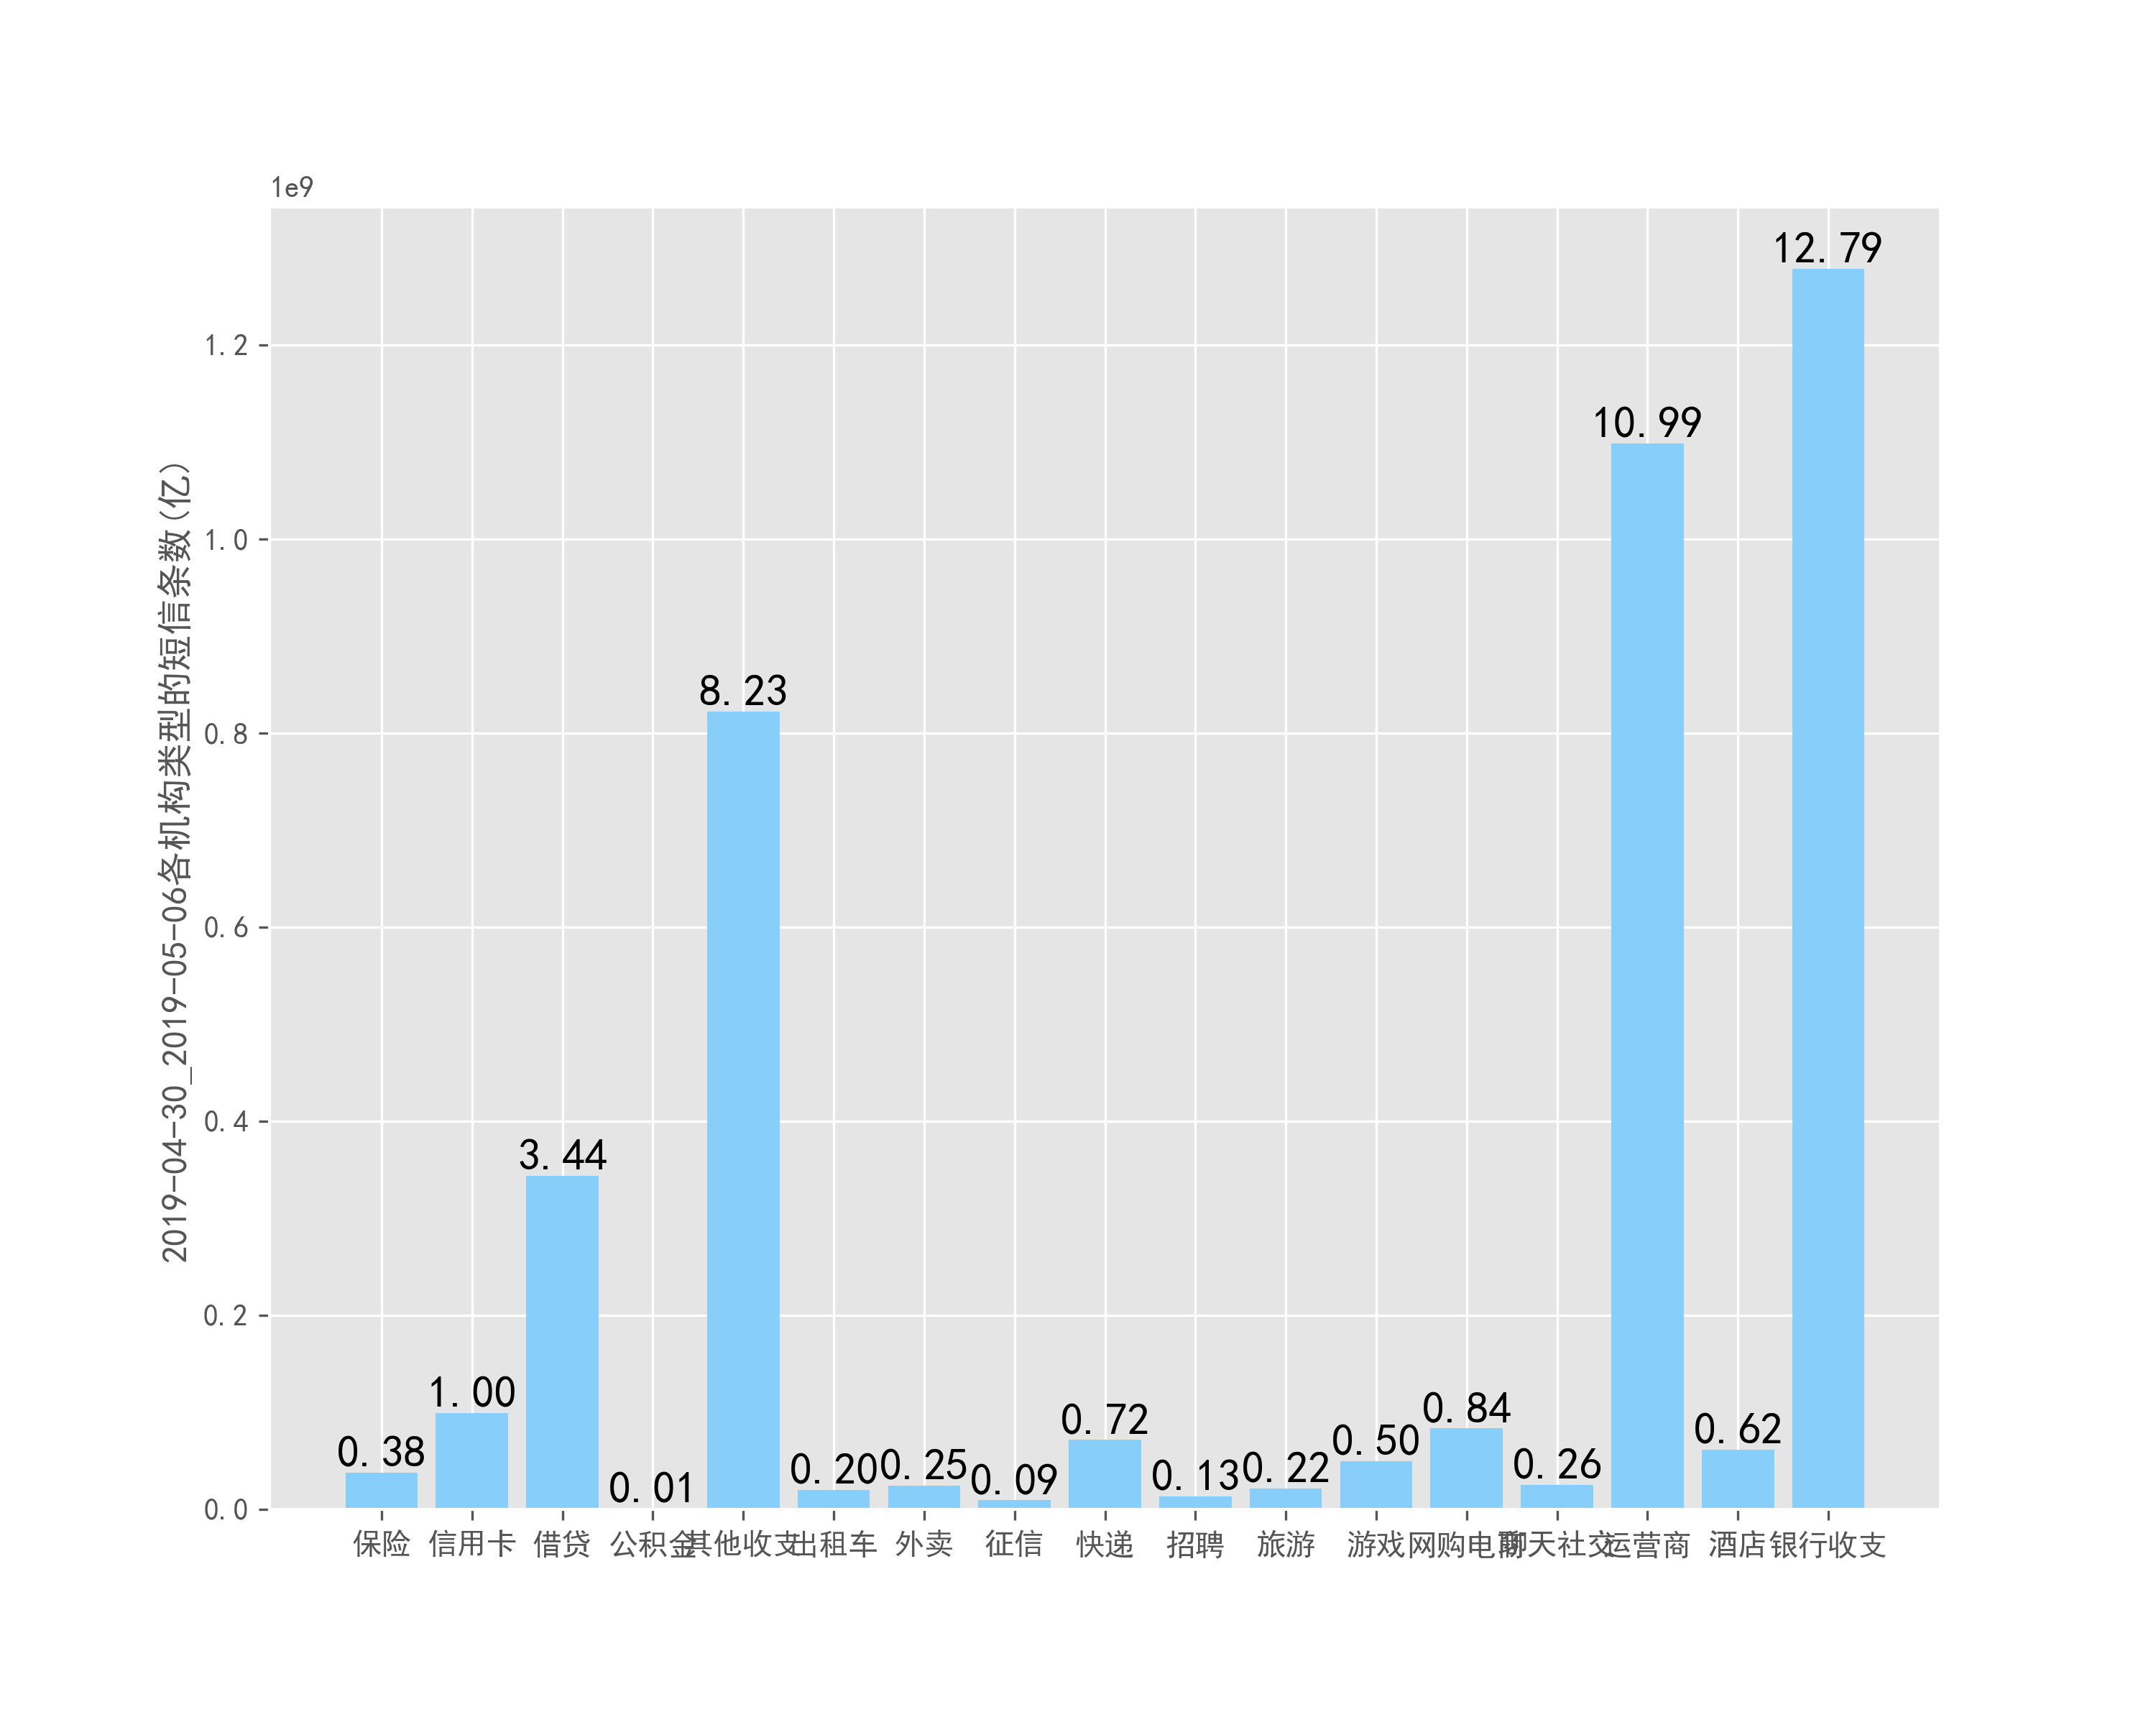 1e9
2019-04-30_2019-05-06各机构类型的短信条数(亿)
1.2
1.0
0.8
0.6
0.4
0.2
0.0
0.38
1.00
3.44
0.01
8.23
0.20
0.25
0.09
0.72
0.13
0.22
0.50
0.84
0.26
10.99
0.62
12.79
保险
信用卡
借贷
公积金
其他收支
出租车
外卖
征信
快递
招聘
旅游
游戏
网购电商
聊天社交
运营商
酒店
银行收支